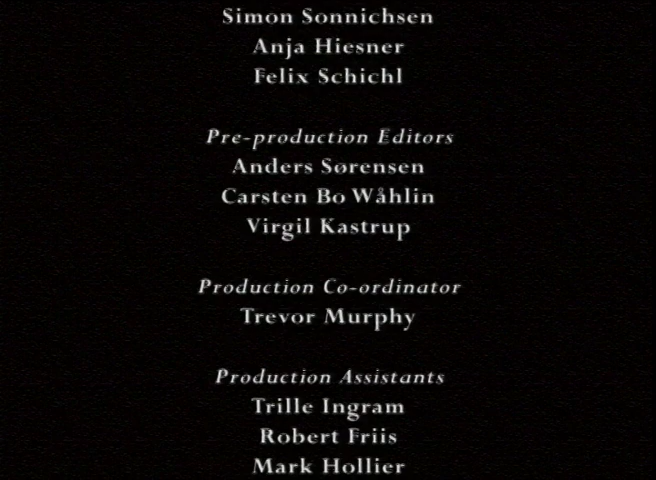 Simon Sonnichsen
Anja Hiesner
Felix Schichl
Pre-production Editors
Anders Sørensen
Carsten Bo Wåhlin
Virgil Kastrup
Production Co-ordinator
Trevor Murphy
Production Assistants
Trille Ingram
Robert Friis
Mark Hollier